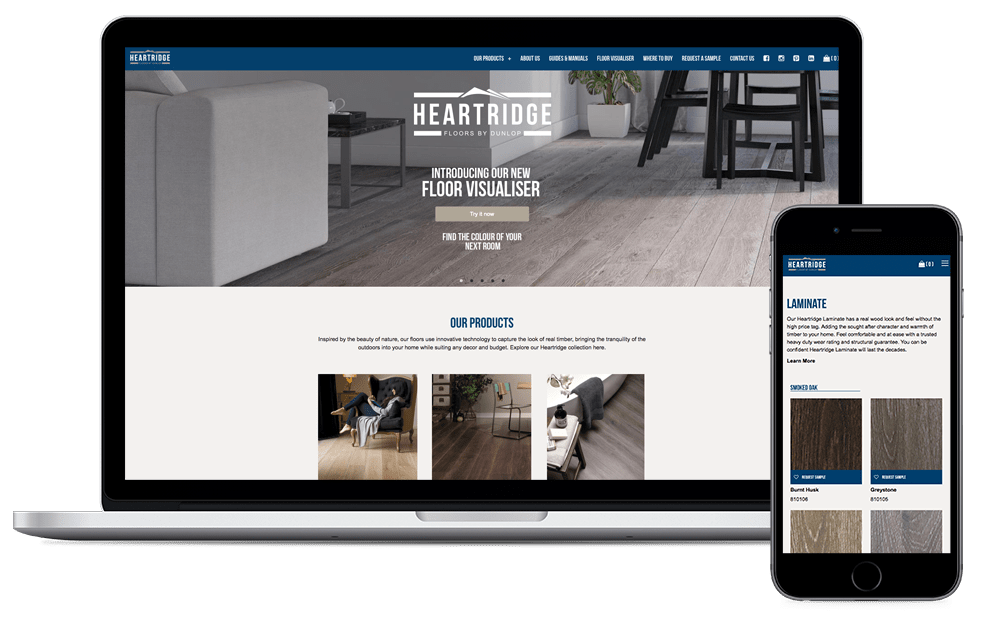 HEARTRIDGE
OUR PRODUCTS + ABOUT US GUIDES & MANUALS FLOOR VISUALISER WHERE TO BUY REQUEST A SAMPLE CONTACT US (0)
HEARTRIDGE
FLOORS BY DUNLOP
INTRODUCING OUR NEW
FLOOR VISUALISER
Try it now
FIND THE COLOUR OF YOUR
NEXT ROOM
OUR PRODUCTS
Inspired by the beauty of nature, our floors use innovative technology to capture the look of real timber, bringing the tranquility of the
outdoors into your home while suiting any decor and budget. Explore our Heartridge collection here.
HEARTRIDGE
(0)
LAMINATE
Our Heartridge Laminate has a real wood look and feel without the
high price tag. Adding the sought after character and warmth of
timber to your home. Feel comfortable and at ease with a trusted
heavy duty wear rating and structural guarantee. You can be
confident Heartridge Laminate will last the decades.
Learn More
SMOKED OAK
REQUEST SAMPLE
REQUEST SAMPLE
Burnt Husk
Greystone
810106
810105